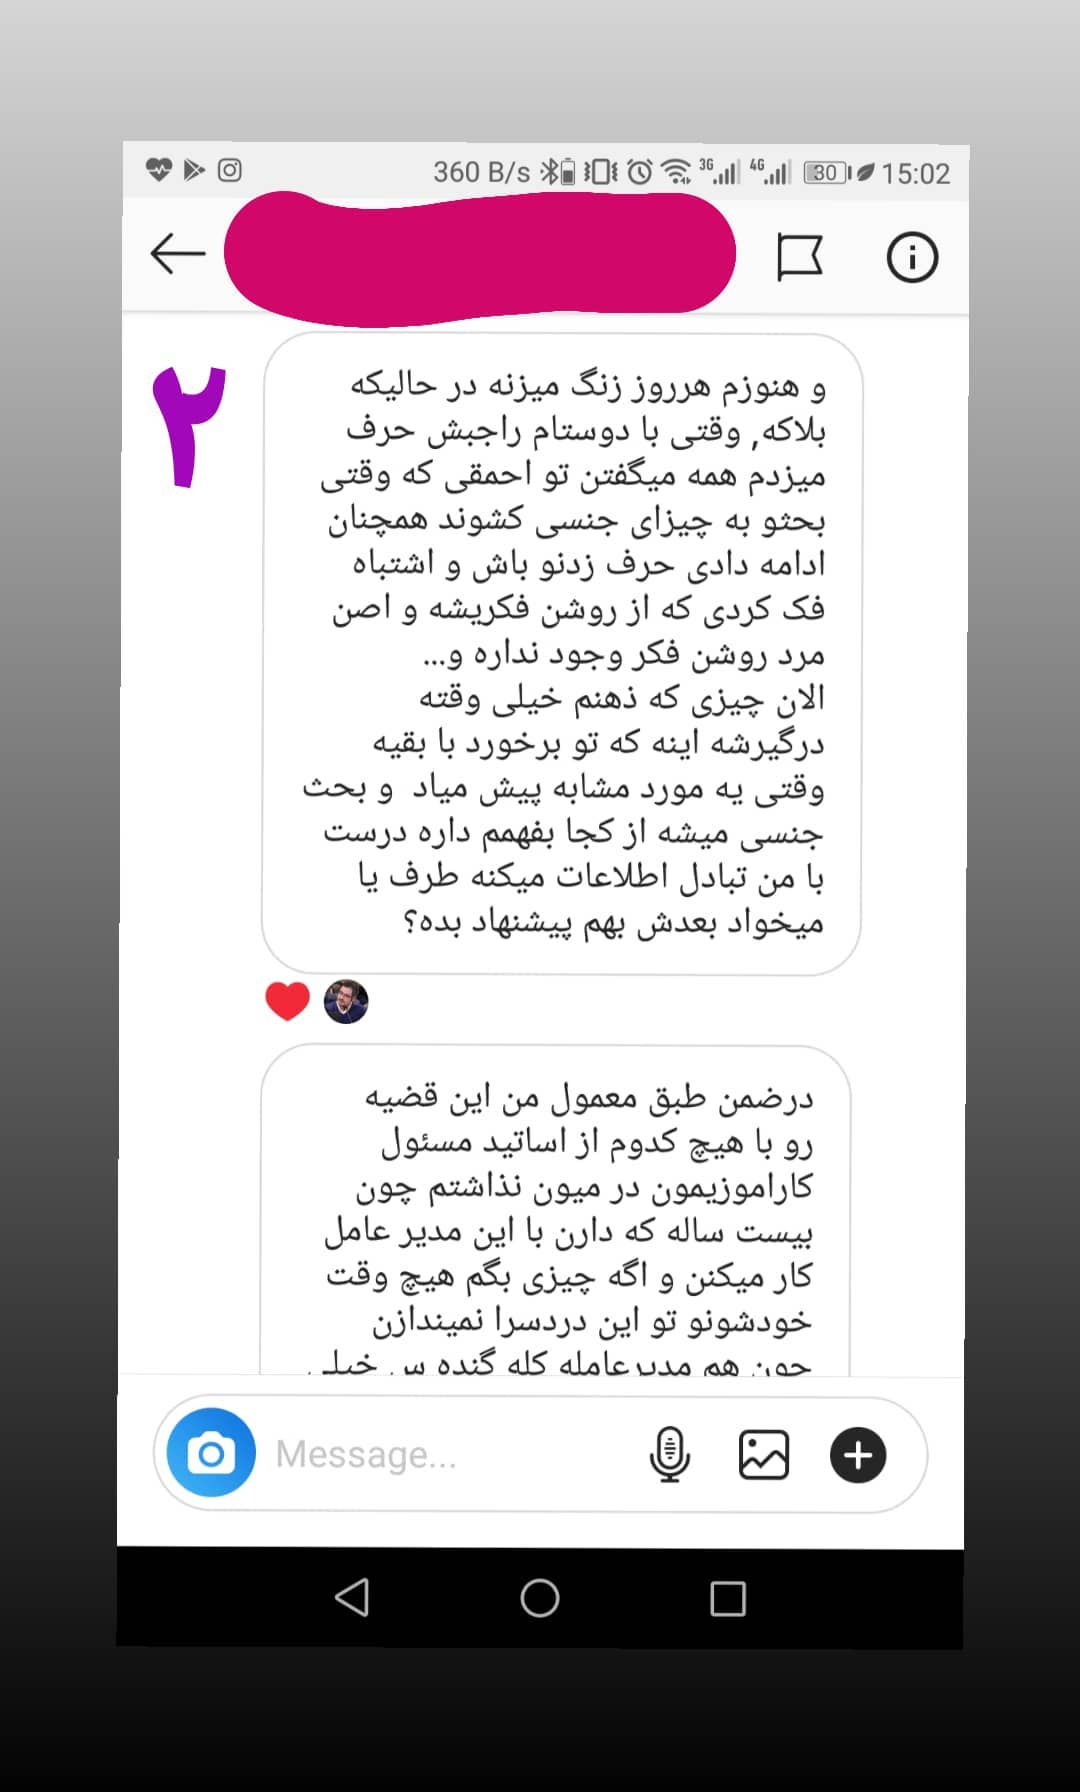 360 B/s 3G 4G 30 15:02
۲
و هنوزم هرروز زنگ میزنه در حالیکه
بلاکه, وقتی با دوستام راجبش حرف
میزدم همه میگفتن تو احمقی که وقتی
بحثو به چیزای جنسی کشوند همچنان
ادامه دادی حرف زدنو باش و اشتباه
فک کردی که از روشن فکریشه و اصن
مرد روشن فکر وجود نداره و...
الان چیزی که ذهنم خیلی وقته
درگیرشه اینه که تو برخورد با بقیه
وقتی یه مورد مشابه پیش میاد و بحث
جنسی میشه از کجا بفهمم داره درست
با من تبادل اطلاعات میکنه طرف یا
میخواد بعدش بهم پیشنهاد بده؟
درضمن طبق معمول من این قضیه
رو با هیچ کدوم از اساتید مسئول
کاراموزیمون در میون نذاشتم چون
بیست ساله که دارن با این مدیر عامل
کار میکنن و اگه چیزی بگم هیچ وقت
خودشونو تو این دردسرا نمیندازن
چون هم مدیرعامله کله گنده س خیلی
Message...